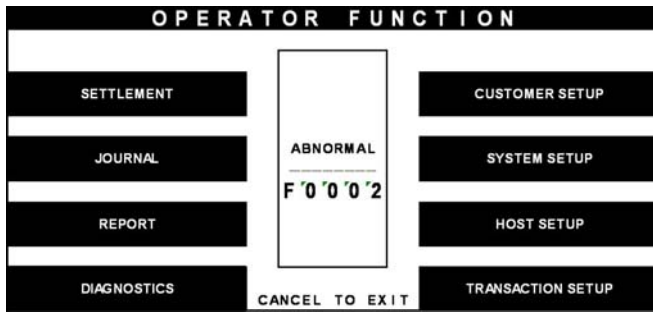 OPERATOR FUNCTION
SETTLEMENT
JOURNAL
REPORT
DIAGNOSTICS
ABNORMAL
F0002
CANCEL TO EXIT
CUSTOMER SETUP
SYSTEM SETUP
HOST SETUP
TRANSACTION SETUP